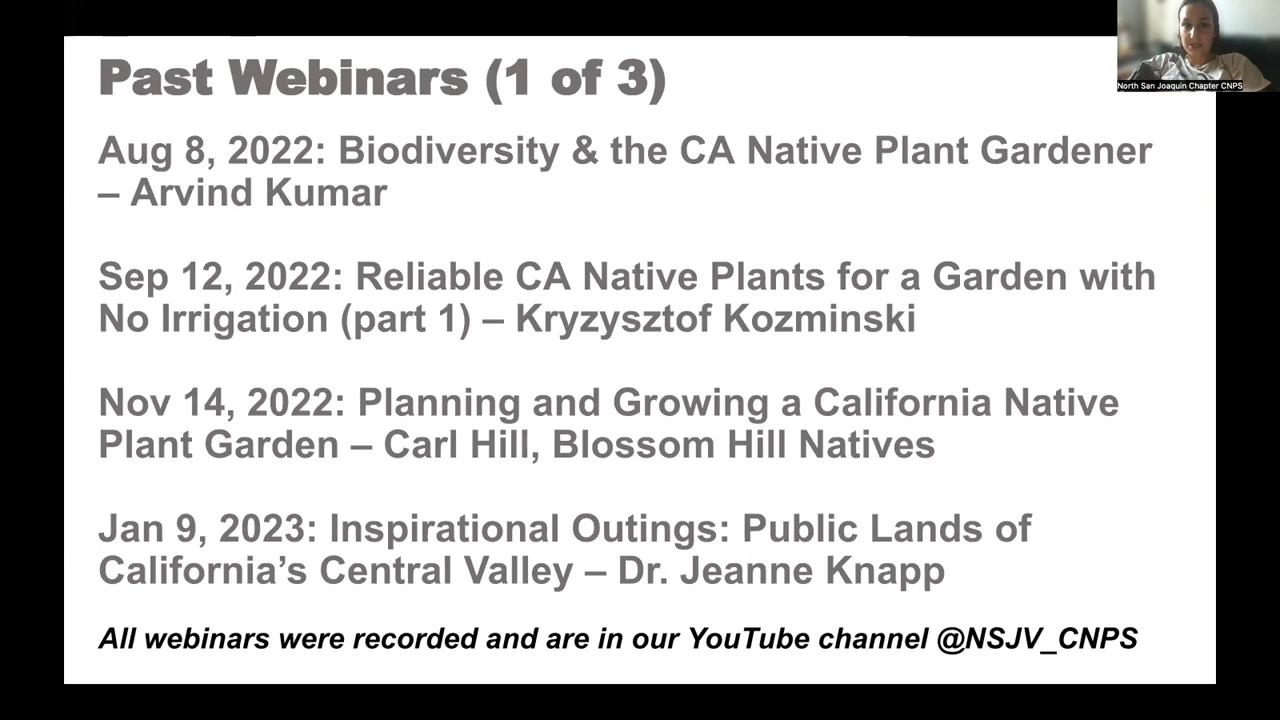 Past Webinars (1 of 3)
North San Joaquin Chapter CNPS
Aug 8, 2022: Biodiversity & the CA Native Plant Gardener
– Arvind Kumar
Sep 12, 2022: Reliable CA Native Plants for a Garden with
No Irrigation (part 1) – Kryzysztof Kozminski
Nov 14, 2022: Planning and Growing a California Native
Plant Garden – Carl Hill, Blossom Hill Natives
Jan 9, 2023: Inspirational Outings: Public Lands of
California’s Central Valley – Dr. Jeanne Knapp
All webinars were recorded and are in our YouTube channel @NSJV_CNPS